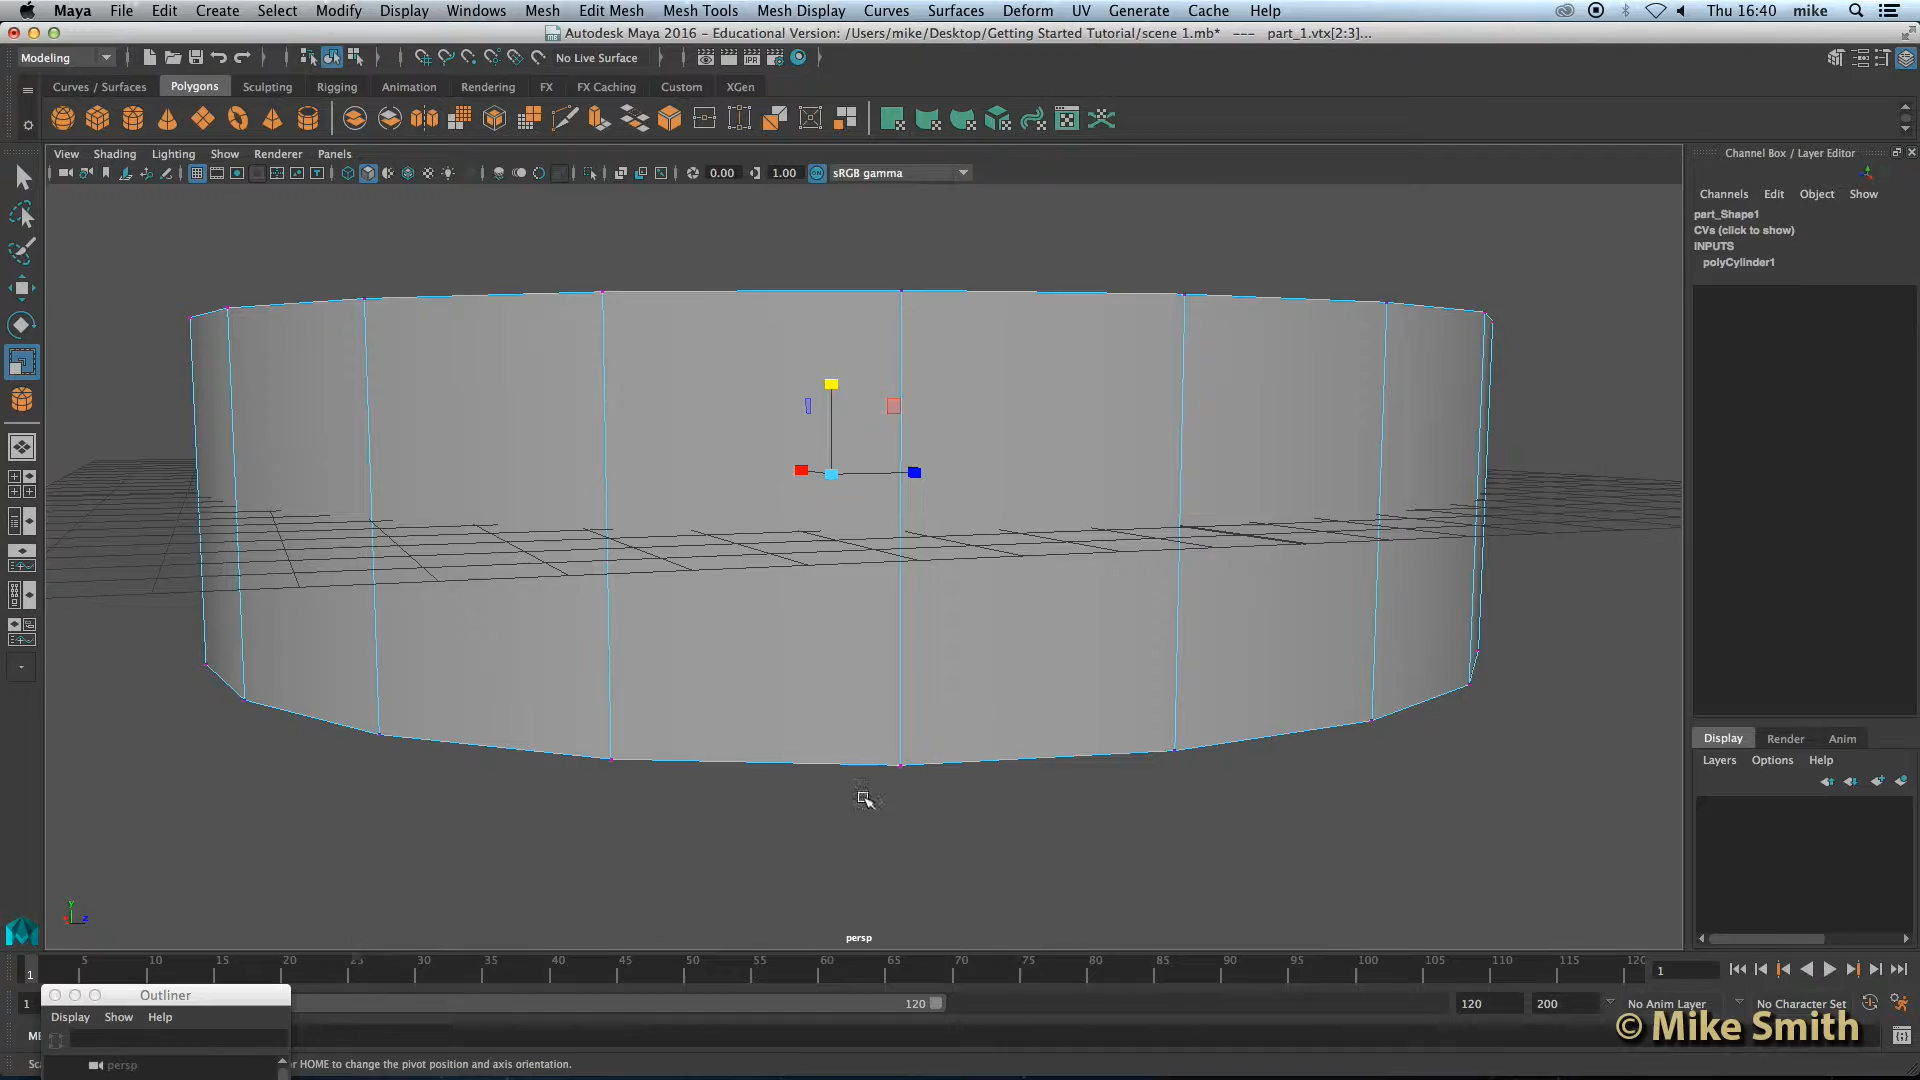 Maya File Edit Create Select Modify Display Windows Mesh Edit Mesh Mesh Tools Mesh Display Curves Surfaces Deform UV Generate Cache Help Thu 16:40 mike
Autodesk Maya 2016 - Educational Version: /Users/mike/Desktop/Getting Started Tutorial/scene 1.mb* --- part_1.vtx[2:3]...
Modeling No Live Surface
Curves / Surfaces Polygons Sculpting Rigging Animation Rendering FX FX Caching Custom XGen
View Shading Lighting Show Renderer Panels
0.00 1.00 sRGB gamma
Channel Box / Layer Editor
Channels Edit Object Show
part_Shape1
CVs (click to show)
INPUTS
polyCylinder1
Display Render Anim
Layers Options Help
persp
1 5 10 15 20 25 30 35 40 45 50 55 60 65 70 75 80 85 90 95 100 105 110 115 120 1
1 120 120 200 No Anim Layer No Character Set
Outliner
Display Show Help
persp
© Mike Smith
r HOME to change the pivot position and axis orientation.